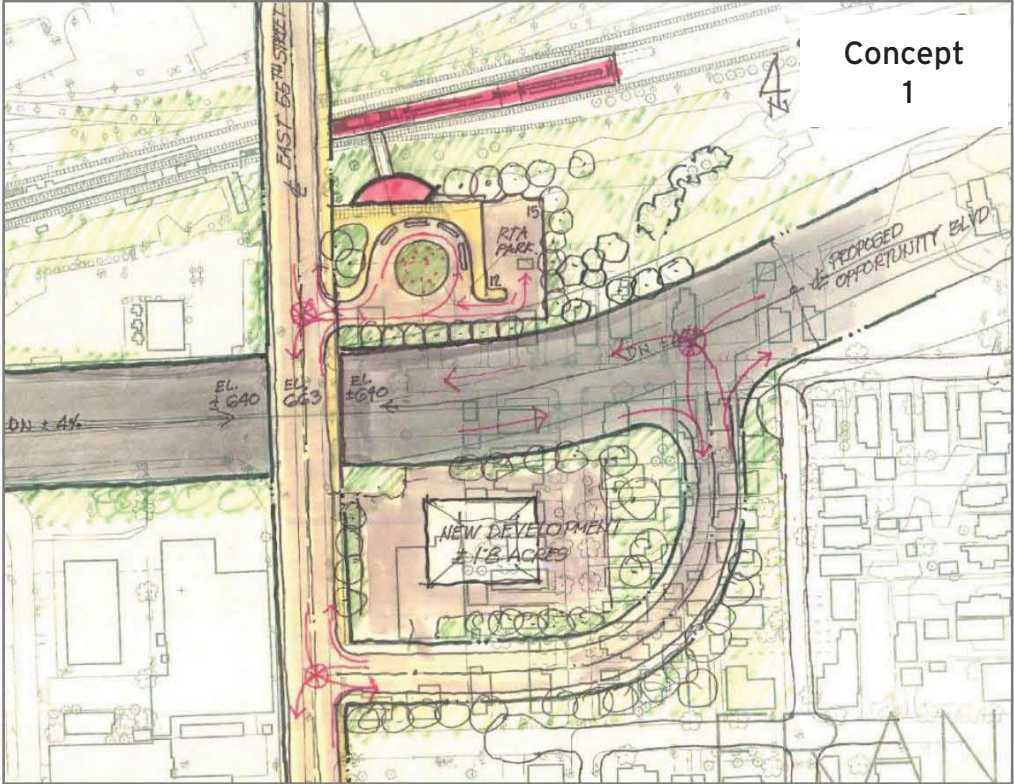 Concept
1
EAST 55TH STREET
15
RTA
PARK.
12
PROPOSED
OPPORTUNITY BLVD
DN ±
EL.
± 640
EL.
663
EL.
± 640
DN ± 4%
NEW DEVELOPMENT
± 1.8 ACRES
AN